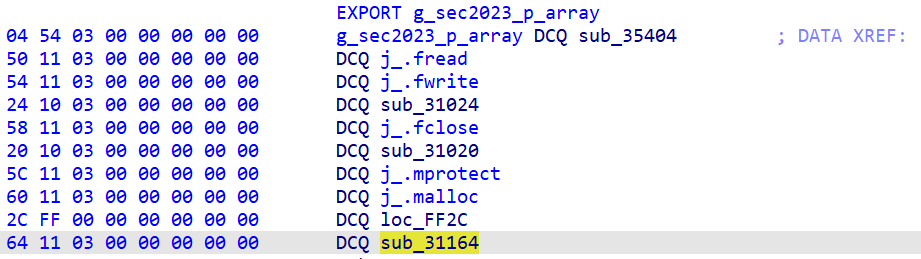 EXPORT g_sec2023_p_array
04 54 03 00 00 00 00 00 g_sec2023_p_array DCQ sub_35404 ; DATA XREF:
50 11 03 00 00 00 00 00 DCQ j_.fread
54 11 03 00 00 00 00 00 DCQ j_.fwrite
24 10 03 00 00 00 00 00 DCQ sub_31024
58 11 03 00 00 00 00 00 DCQ j_.fclose
20 10 03 00 00 00 00 00 DCQ sub_31020
5C 11 03 00 00 00 00 00 DCQ j_.mprotect
60 11 03 00 00 00 00 00 DCQ j_.malloc
2C FF 00 00 00 00 00 00 DCQ loc_FF2C
64 11 03 00 00 00 00 00 DCQ sub_31164